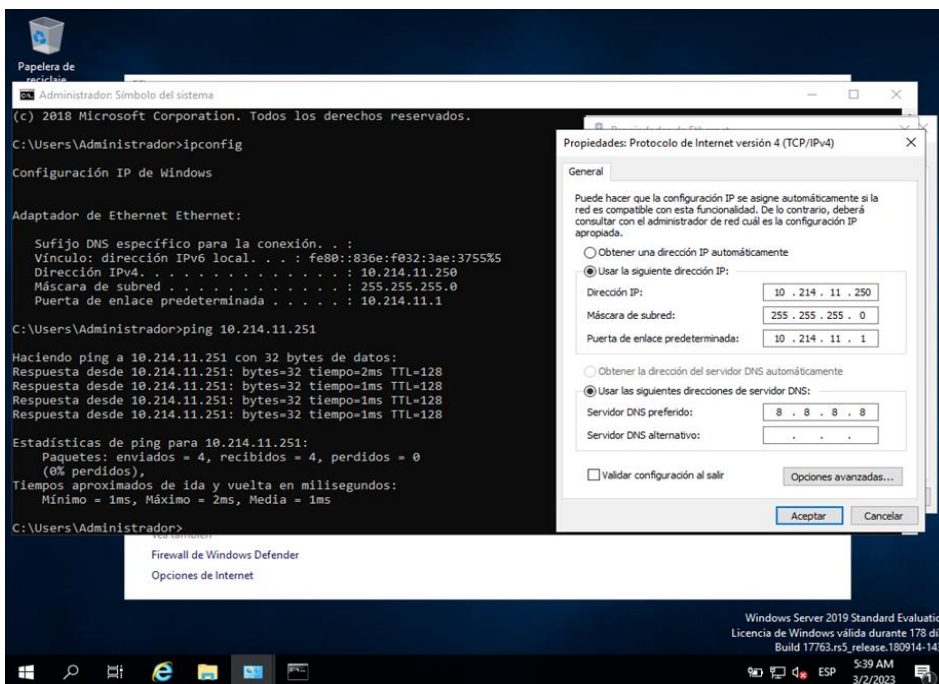 Papelera de
reciclaje
Administrador: Símbolo del sistema
(c) 2018 Microsoft Corporation. Todos los derechos reservados.
C:\Users\Administrador>ipconfig
Configuración IP de Windows
Adaptador de Ethernet Ethernet:
Sufijo DNS específico para la conexión. . :
Vínculo: dirección IPv6 local. . . : fe80::836e:f032:3ae:3755%5
Dirección IPv4. . . . . . . . . . . . . . : 10.214.11.250
Máscara de subred . . . . . . . . . . . . : 255.255.255.0
Puerta de enlace predeterminada . . . . . : 10.214.11.1
C:\Users\Administrador>ping 10.214.11.251
Haciendo ping a 10.214.11.251 con 32 bytes de datos:
Respuesta desde 10.214.11.251: bytes=32 tiempo=2ms TTL=128
Respuesta desde 10.214.11.251: bytes=32 tiempo=1ms TTL=128
Respuesta desde 10.214.11.251: bytes=32 tiempo=1ms TTL=128
Respuesta desde 10.214.11.251: bytes=32 tiempo=1ms TTL=128
Estadísticas de ping para 10.214.11.251:
Paquetes: enviados = 4, recibidos = 4, perdidos = 0
(0% perdidos),
Tiempos aproximados de ida y vuelta en milisegundos:
Mínimo = 1ms, Máximo = 2ms, Media = 1ms
C:\Users\Administrador>
Propiedades: Protocolo de Internet versión 4 (TCP/IPv4)
General
Puede hacer que la configuración IP se asigne automáticamente si la
red es compatible con esta funcionalidad. De lo contrario, deberá
consultar con el administrador de red cuál es la configuración IP
apropiada.
Obtener una dirección IP automáticamente
Usar la siguiente dirección IP:
Dirección IP: 10 . 214 . 11 . 250
Máscara de subred: 255 . 255 . 255 . 0
Puerta de enlace predeterminada: 10 . 214 . 11 . 1
Obtener la dirección del servidor DNS automáticamente
Usar las siguientes direcciones de servidor DNS:
Servidor DNS preferido: 8 . 8 . 8 . 8
Servidor DNS alternativo: . . .
Validar configuración al salir
Opciones avanzadas...
Aceptar Cancelar
Vea también
Firewall de Windows Defender
Opciones de Internet
Windows Server 2019 Standard Evaluatio
Licencia de Windows válida durante 178 dí
Build 17763.rs5_release.180914-14
ESP
5:39 AM
3/2/2023